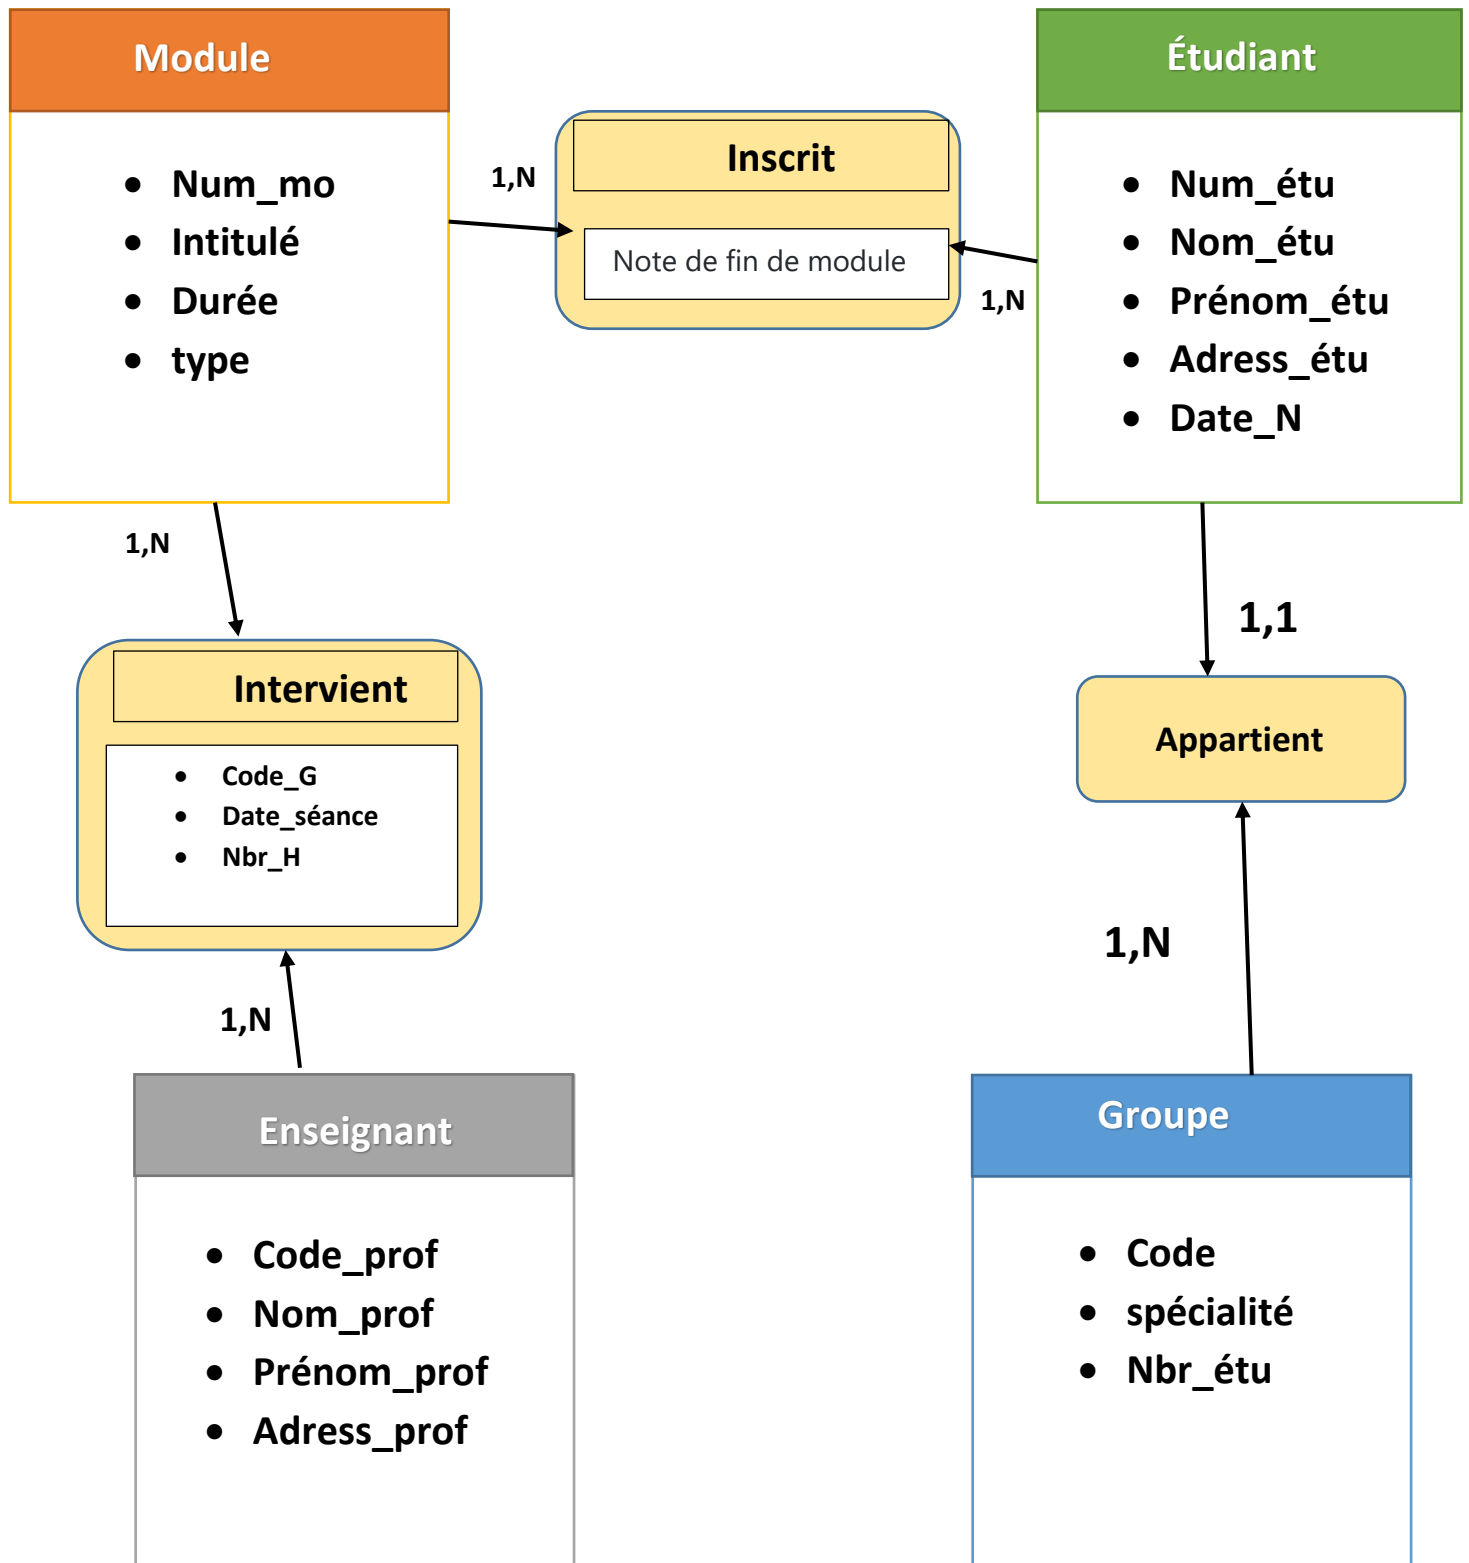 Module
Étudiant
Inscrit
Note de fin de module
• Num_mo
• Intitulé
• Durée
• type
1,N
1,N
• Num_étu
• Nom_étu
• Prénom_étu
• Adress_étu
• Date_N
1,N
1,1
Intervient
• Code_G
• Date_séance
• Nbr_H
Appartient
1,N
1,N
Enseignant
• Code_prof
• Nom_prof
• Prénom_prof
• Adress_prof
Groupe
• Code
• spécialité
• Nbr_étu